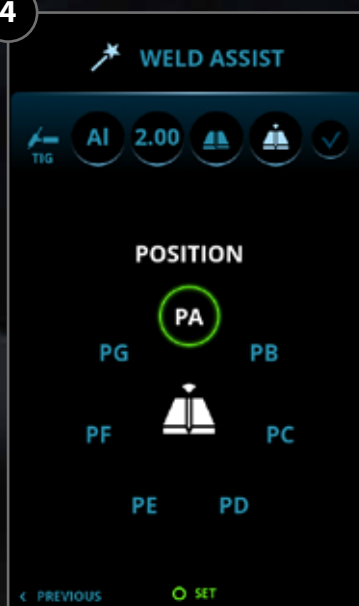 4
WELD ASSIST
TIG
Al 2.00
POSITION
PA
PG PB
PF PC
PE PD
< PREVIOUS SET